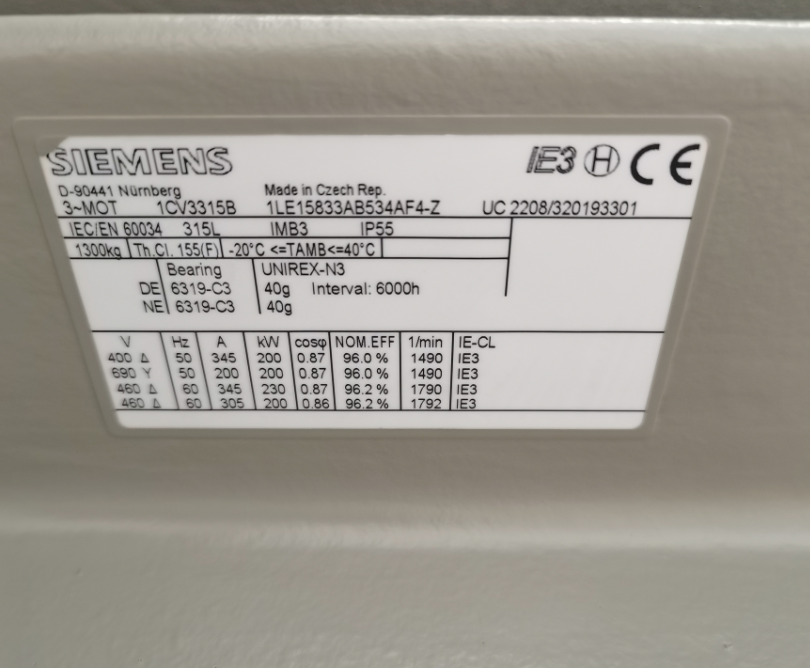 SIEMENS IE3 H CE
D-90441 Nürnberg Made in Czech Rep.
3~MOT 1CV3315B 1LE15833AB534AF4-Z UC 2208/320193301
IEC/EN 60034 315L IMB3 IP55
1300kg Th.Cl. 155(F) -20°C <=TAMB<=40°C
Bearing UNIREX-N3
DE 6319-C3 40g Interval: 6000h
NE 6319-C3 40g
V Hz A kW cosφ NOM.EFF 1/min IE-CL
400 Δ 50 345 200 0.87 96.0 % 1490 IE3
690 Y 50 200 200 0.87 96.0 % 1490 IE3
460 Δ 60 345 230 0.87 96.2 % 1790 IE3
460 Δ 60 305 200 0.86 96.2 % 1792 IE3